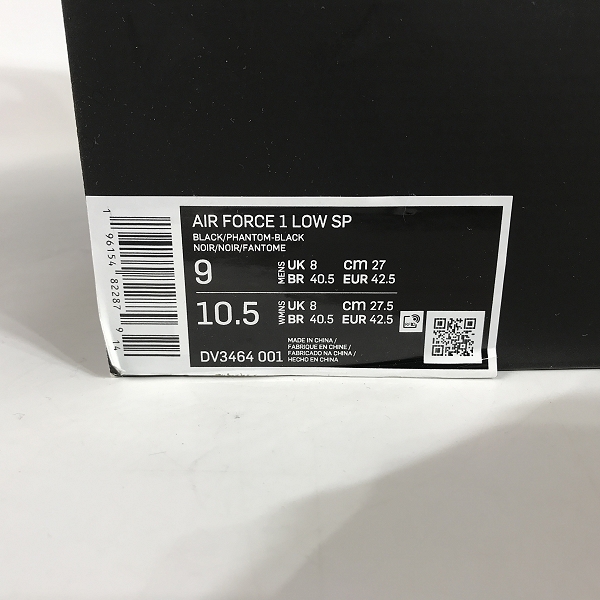 AIR FORCE 1 LOW SP
BLACK/PHANTOM-BLACK
NOIR/NOIR/FANTOME
9 MENS UK 8 cm 27
BR 40.5 EUR 42.5
10.5 WMNS UK 8 cm 27.5
BR 40.5 EUR 42.5
DV3464 001
MADE IN CHINA /
FABRIQUE EN CHINE /
FABRICADO NA CHINA /
HECHO EN CHINA
1 96154 82287 9 14